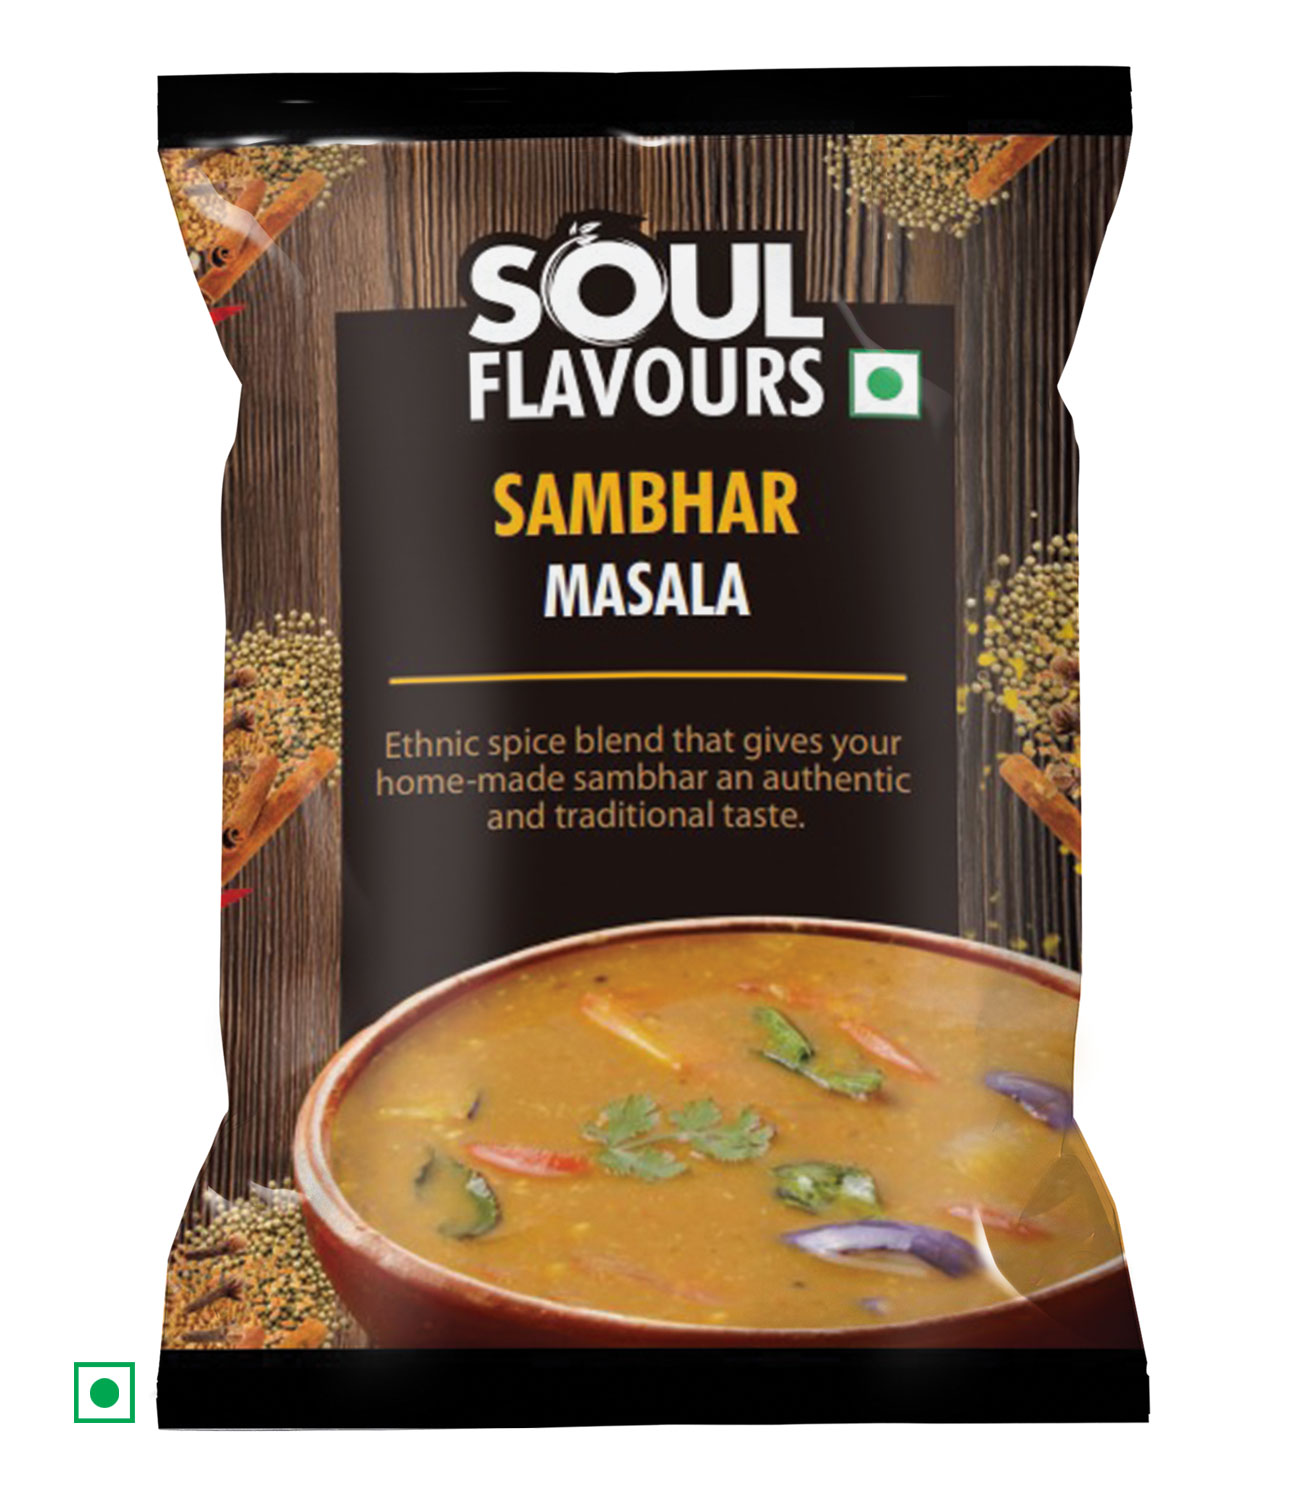 SOUL
FLAVOURS
SAMBHAR
MASALA
Ethnic spice blend that gives your
home-made sambhar an authentic
and traditional taste.